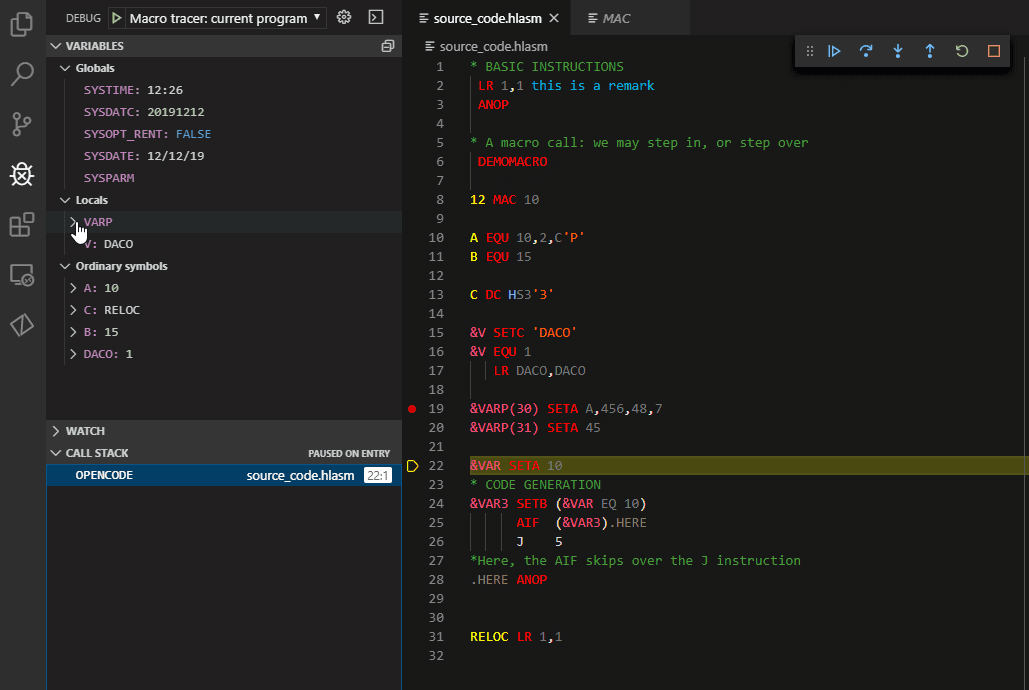 DEBUG Macro tracer: current program
VARIABLES
Globals
SYSTIME: 12:26
SYSDATC: 20191212
SYSOPT_RENT: FALSE
SYSDATE: 12/12/19
SYSPARM
Locals
VARP
V: DACO
Ordinary symbols
A: 10
C: RELOC
B: 15
DACO: 1
WATCH
CALL STACK PAUSED ON ENTRY
OPENCODE source_code.hlasm 22:1
source_code.hlasm MAC
source_code.hlasm
1 * BASIC INSTRUCTIONS
2 LR 1,1 this is a remark
3 ANOP
4
5 * A macro call: we may step in, or step over
6 DEMOMACRO
7
8 12 MAC 10
9
10 A EQU 10,2,C'P'
11 B EQU 15
12
13 C DC HS3'3'
14
15 &V SETC 'DACO'
16 &V EQU 1
17 LR DACO,DACO
18
19 &VARP(30) SETA A,456,48,7
20 &VARP(31) SETA 45
21
22 &VAR SETA 10
23 * CODE GENERATION
24 &VAR3 SETB (&VAR EQ 10)
25 AIF (&VAR3).HERE
26 J 5
27 *Here, the AIF skips over the J instruction
28 .HERE ANOP
29
30
31 RELOC LR 1,1
32